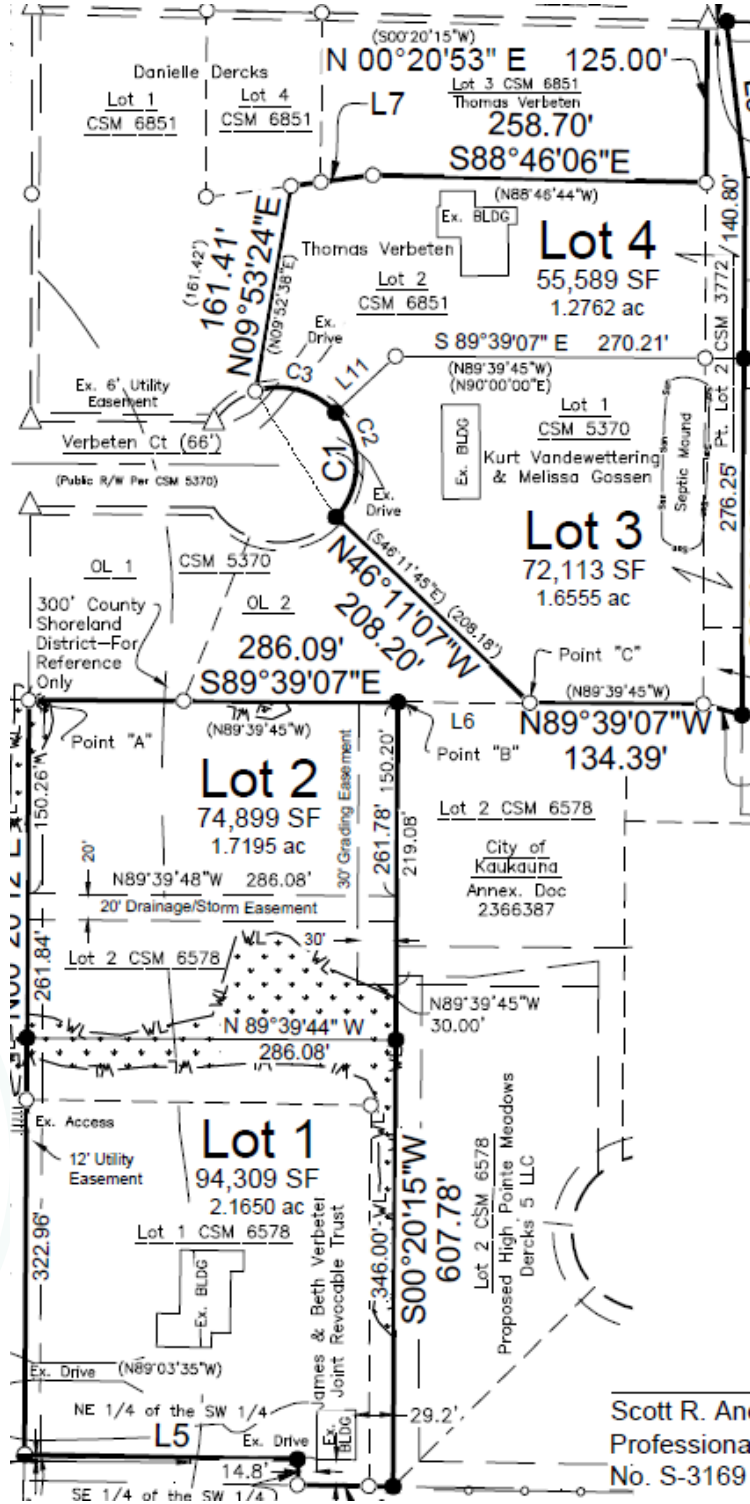 (S00°20'15"W)
N 00°20'53" E 125.00'
Danielle Dercks
Lot 1
CSM 6851
Lot 4
CSM 6851
Lot 3 CSM 6851
Thomas Verbeten
L7
258.70'
S88°46'06"E
(N88°46'44"W)
Ex. BLDG
140.80'
(161.42')
161.41'
N09°53'24"E
(N09°52'38"E)
Thomas Verbeten
Lot 2
CSM 6851
Lot 4
55,589 SF
1.2762 ac
Pt. Lot 2 CSM 3772
Ex.
Drive
C3
L11
S 89°39'07" E 270.21'
(N89°39'45"W)
(N90°00'00"E)
Ex. 6' Utility
Easement
Verbeten Ct (66')
(Public R/W Per CSM 5370)
C2
C1
Ex.
Drive
Ex. BLDG
Lot 1
CSM 5370
Kurt Vandewettering
& Melissa Gossen
Septic Mound
276.25'
Lot 3
72,113 SF
1.6555 ac
(S46°11'45"E) (208.18')
N46°11'07"W
208.20'
OL 1
CSM 5370
OL 2
300' County
Shoreland
District—For
Reference
Only
286.09'
S89°39'07"E
(N89°39'45"W)
Point "C"
(N89°39'45"W)
Point "A"
L6
Point "B"
N89°39'07"W
134.39'
150.26'
Lot 2
74,899 SF
1.7195 ac
30' Grading Easement
150.20'
261.78'
219.08'
Lot 2 CSM 6578
City of
Kaukauna
Annex. Doc
2366387
20'
N89°39'48"W 286.08'
20' Drainage/Storm Easement
Lot 2 CSM 6578
WL
30'
261.84'
N89°39'45"W
30.00'
WL
WL
N 89°39'44" W
286.08'
WL
Ex. Access
12' Utility
Easement
Lot 1
94,309 SF
2.1650 ac
Lot 1 CSM 6578
WL
322.96'
Ex. BLDG
James & Beth Verbeten
Joint Revocable Trust
346.00'
S00°20'15"W
607.78'
Lot 2 CSM 6578
Proposed High Pointe Meadows
Dercks 5 LLC
Ex. Drive (N89°03'35"W)
NE 1/4 of the SW 1/4
L5
Ex. Drive
Ex.
BLDG
29.2'
14.8'
SE 1/4 of the SW 1/4
Scott R. An
Professiona
No. S-3169